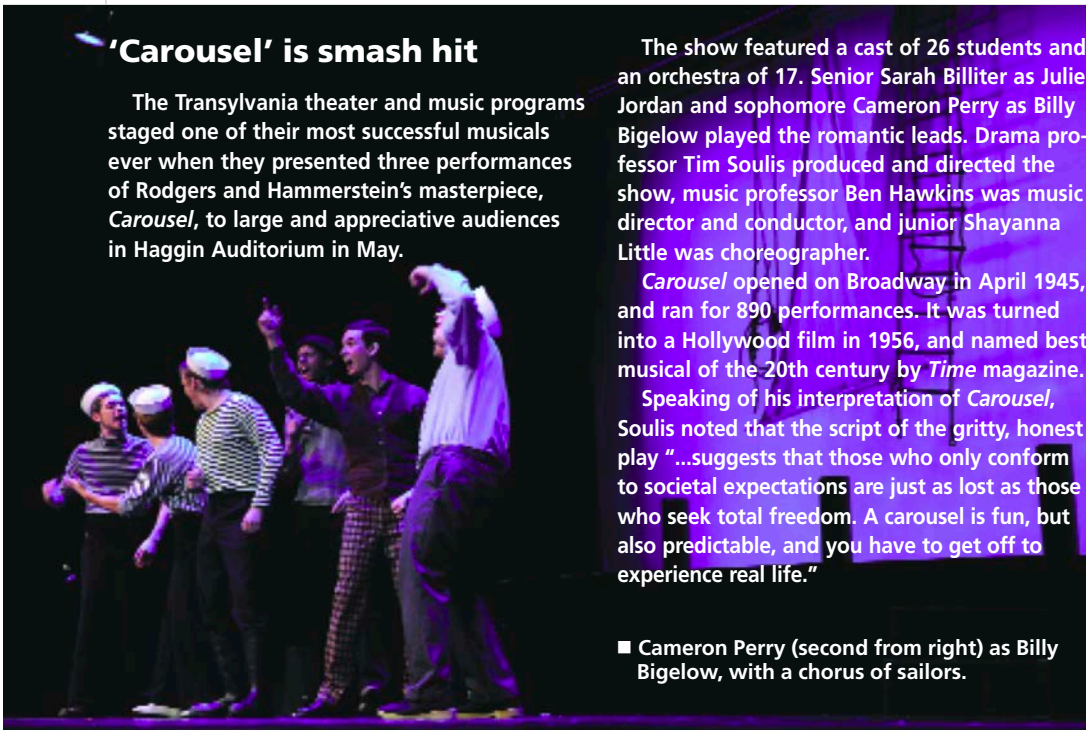 ‘Carousel’ is smash hit
The Transylvania theater and music programs
staged one of their most successful musicals
ever when they presented three performances
of Rodgers and Hammerstein’s masterpiece,
Carousel, to large and appreciative audiences
in Haggin Auditorium in May.
The show featured a cast of 26 students and
an orchestra of 17. Senior Sarah Billiter as Julie
Jordan and sophomore Cameron Perry as Billy
Bigelow played the romantic leads. Drama pro-
fessor Tim Soulis produced and directed the
show, music professor Ben Hawkins was music
director and conductor, and junior Shayanna
Little was choreographer.
Carousel opened on Broadway in April 1945,
and ran for 890 performances. It was turned
into a Hollywood film in 1956, and named best
musical of the 20th century by Time magazine.
Speaking of his interpretation of Carousel,
Soulis noted that the script of the gritty, honest
play “...suggests that those who only conform
to societal expectations are just as lost as those
who seek total freedom. A carousel is fun, but
also predictable, and you have to get off to
experience real life.”
■ Cameron Perry (second from right) as Billy
Bigelow, with a chorus of sailors.